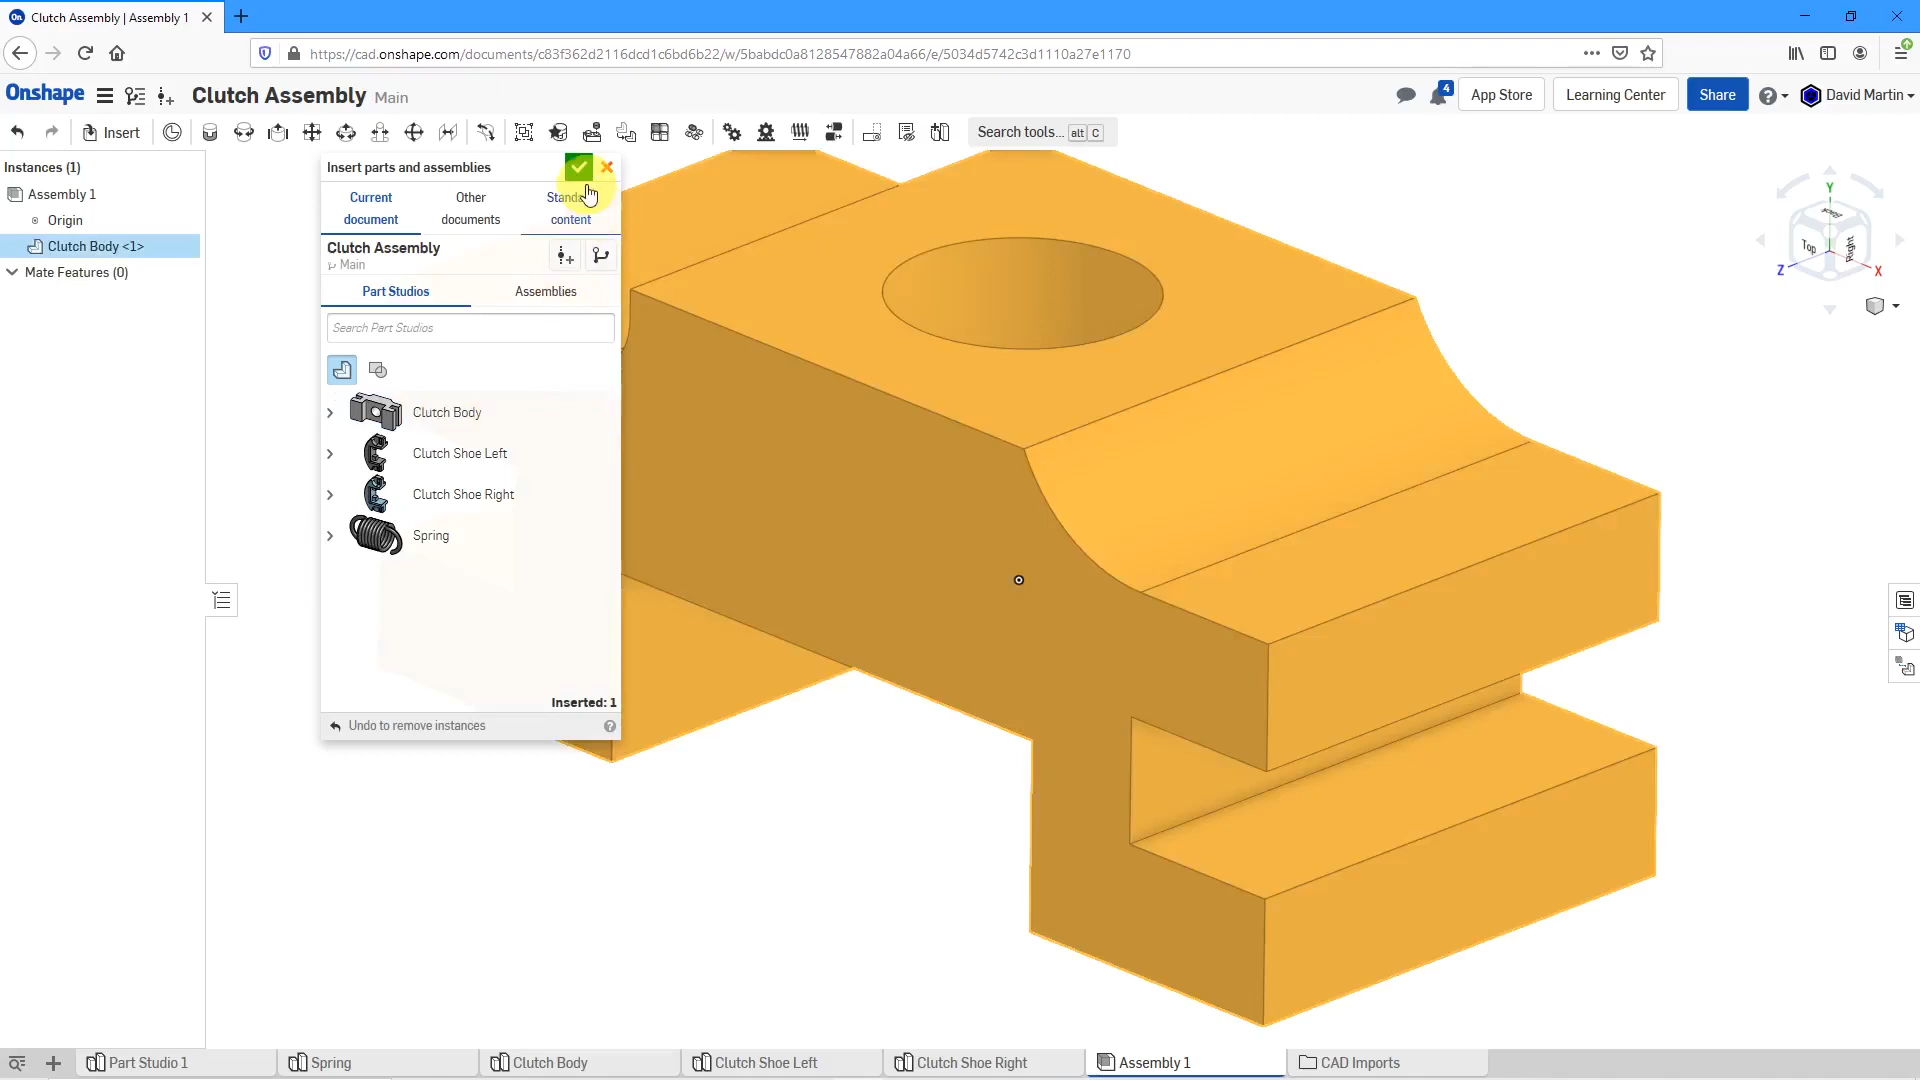 Clutch Assembly | Assembly 1
https://cad.onshape.com/documents/c83f362d2116dcd1c6bd6b22/w/5babdc0a8128547882a04a66/e/5034d5742c3d1110a27e1170
Onshape
Clutch Assembly Main
4
App Store
Learning Center
Share
David Martin
Insert
Search tools... alt C
Instances (1)
Assembly 1
Origin
Clutch Body <1>
Mate Features (0)
Insert parts and assemblies
Current document
Other documents
content
Clutch Assembly
Main
Part Studios
Assemblies
Search Part Studios
Clutch Body
Clutch Shoe Left
Clutch Shoe Right
Spring
Inserted: 1
Undo to remove instances
Y
Back
Top
Right
Z
X
Part Studio 1
Spring
Clutch Body
Clutch Shoe Left
Clutch Shoe Right
Assembly 1
CAD Imports